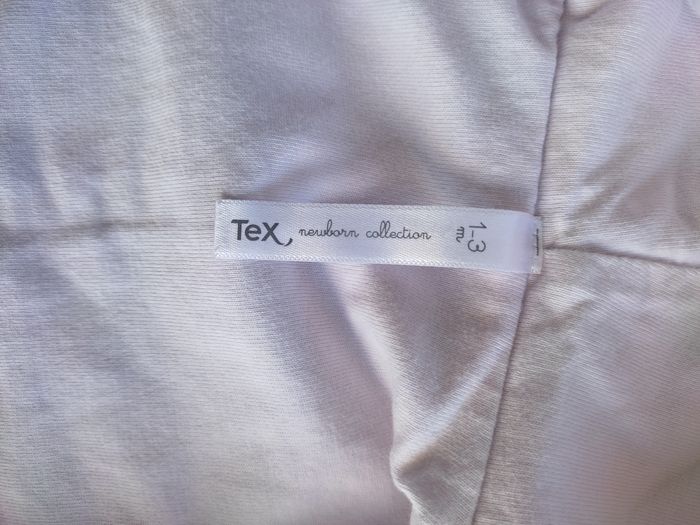 TeX, newborn collection
1-3
m